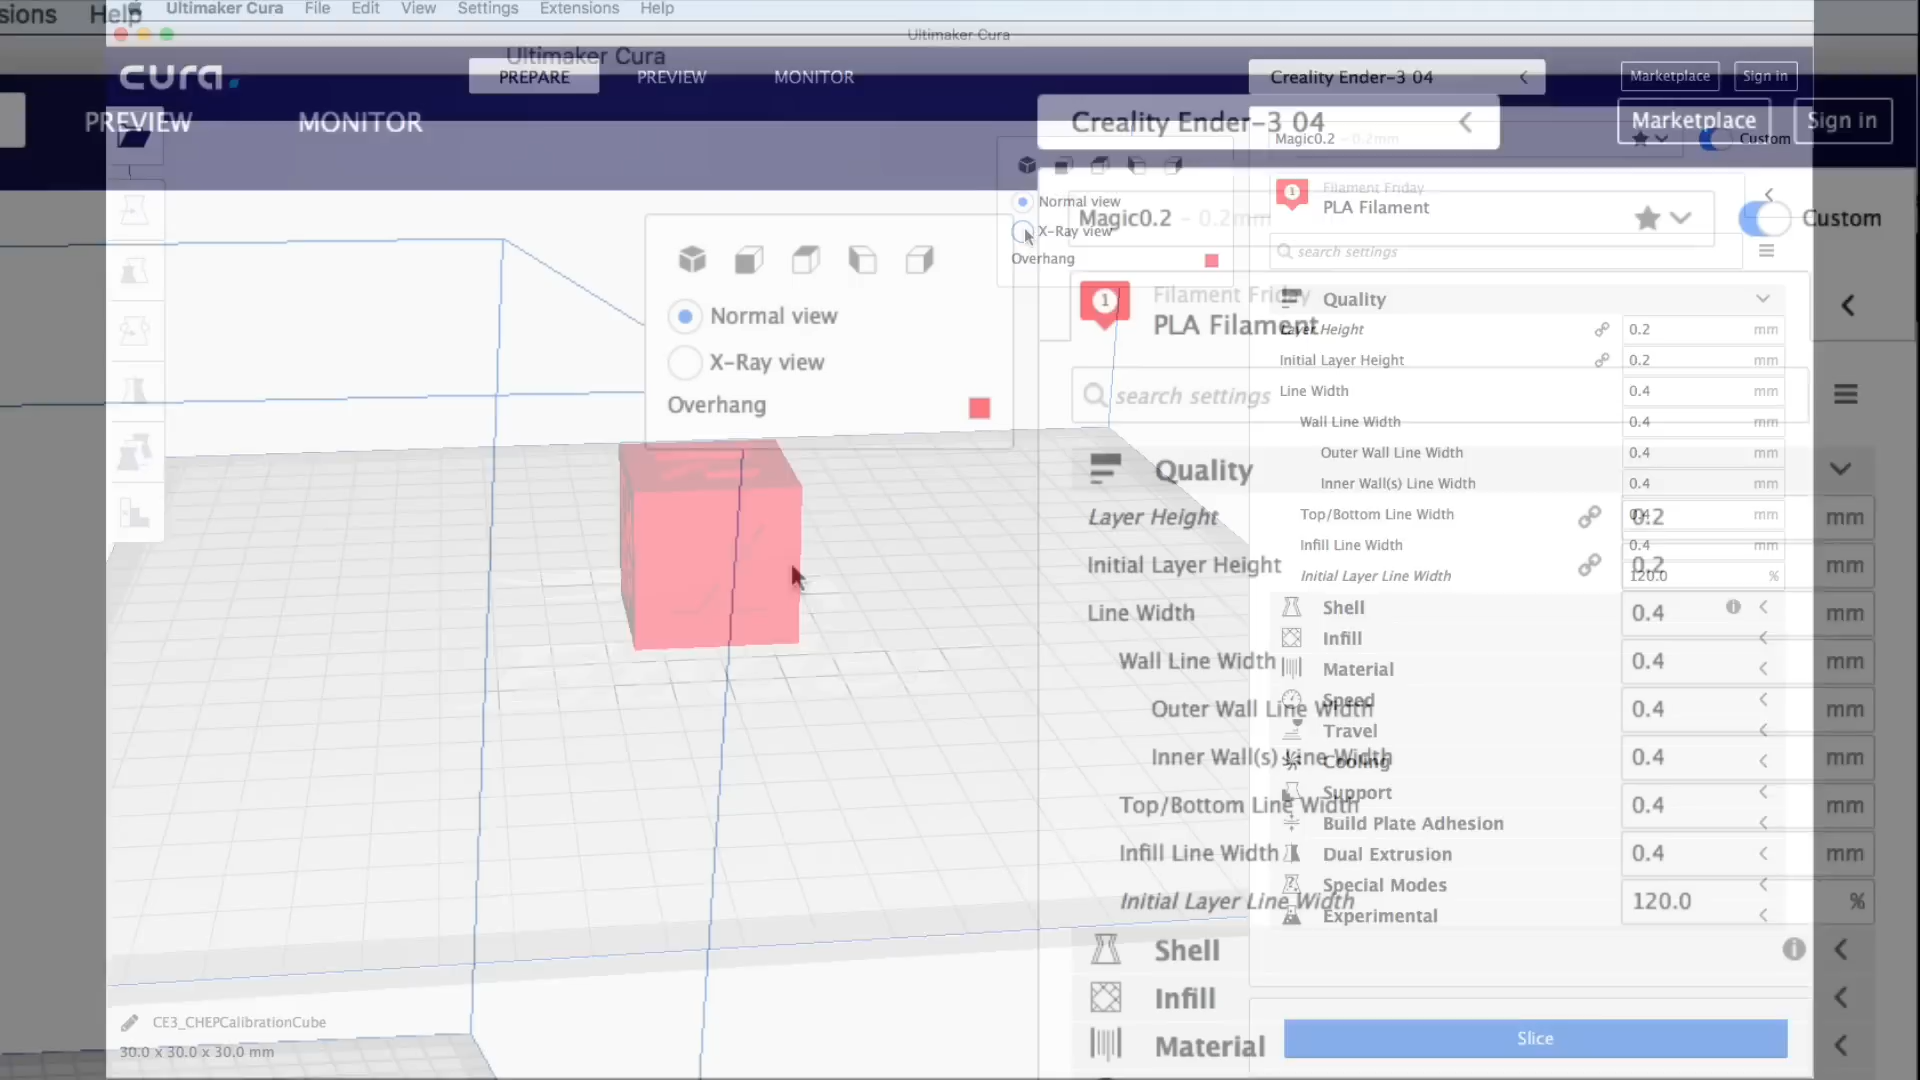 Ultimaker Cura File Edit View Settings Extensions Help
sions Help
Ultimaker Cura
Ultimaker Cura
cura.
PREPARE PREVIEW MONITOR
Creality Ender-3 04
Marketplace Sign in
PREVIEW MONITOR
Creality Ender-3 04
Marketplace Sign in
Magic0.2 - 0.2mm
Custom
Normal view
X-Ray view
Overhang
1
Filament Friday
PLA Filament
search settings
Magic0.2 - 0.2mm
Custom
Normal view
X-Ray view
Overhang
1
Filament Friday
PLA Filament
search settings
Quality
Layer Height 0.2 mm
Initial Layer Height 0.2 mm
Line Width 0.4 mm
Wall Line Width 0.4 mm
Outer Wall Line Width 0.4 mm
Inner Wall(s) Line Width 0.4 mm
Top/Bottom Line Width 0.4 mm
Infill Line Width 0.4 mm
Initial Layer Line Width 120.0 %
Shell
Infill
Material
Speed
Travel
Cooling
Support
Build Plate Adhesion
Dual Extrusion
Special Modes
Experimental
Quality
Layer Height 0.2 mm
Initial Layer Height 0.2 mm
Line Width 0.4 mm
Wall Line Width 0.4 mm
Outer Wall Line Width 0.4 mm
Inner Wall(s) Line Width 0.4 mm
Top/Bottom Line Width 0.4 mm
Infill Line Width 0.4 mm
Initial Layer Line Width 120.0 %
Shell
Infill
Material
CE3_CHEPCalibrationCube
30.0 x 30.0 x 30.0 mm
Slice